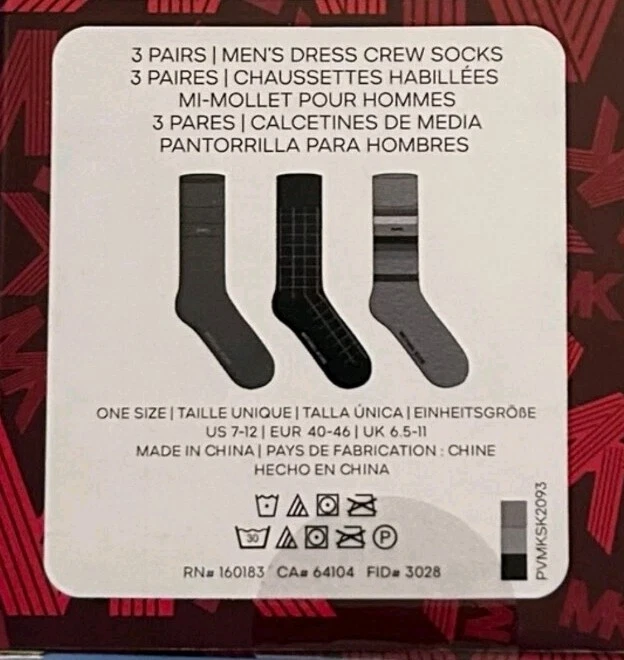 3 PAIRS | MEN'S DRESS CREW SOCKS
3 PAIRES | CHAUSSETTES HABILLÉES
MI-MOLLET POUR HOMMES
3 PARES | CALCETINES DE MEDIA
PANTORRILLA PARA HOMBRES
ONE SIZE | TAILLE UNIQUE | TALLA ÚNICA | EINHEITSGRÖßE
US 7-12 | EUR 40-46 | UK 6.5-11
MADE IN CHINA | PAYS DE FABRICATION : CHINE
HECHO EN CHINA
30 P
RN# 160183 CA# 64104 FID# 3028
PVMKSK2093
MK